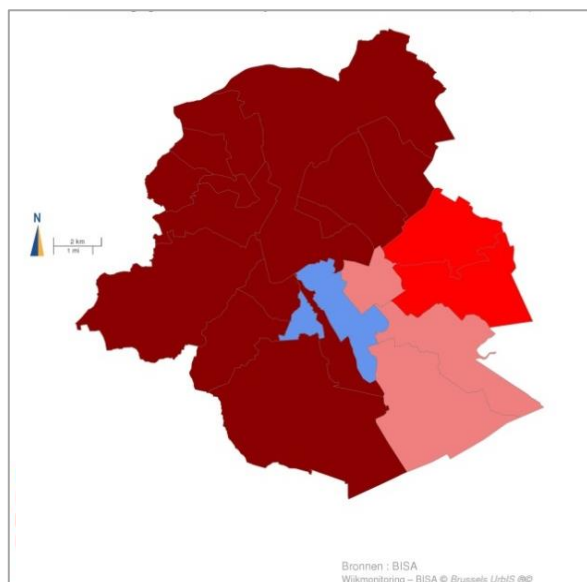 N
2 km
1 mi
Bronnen : BISA
Wijkmonitoring – BISA © Brussels UrbIS ®©